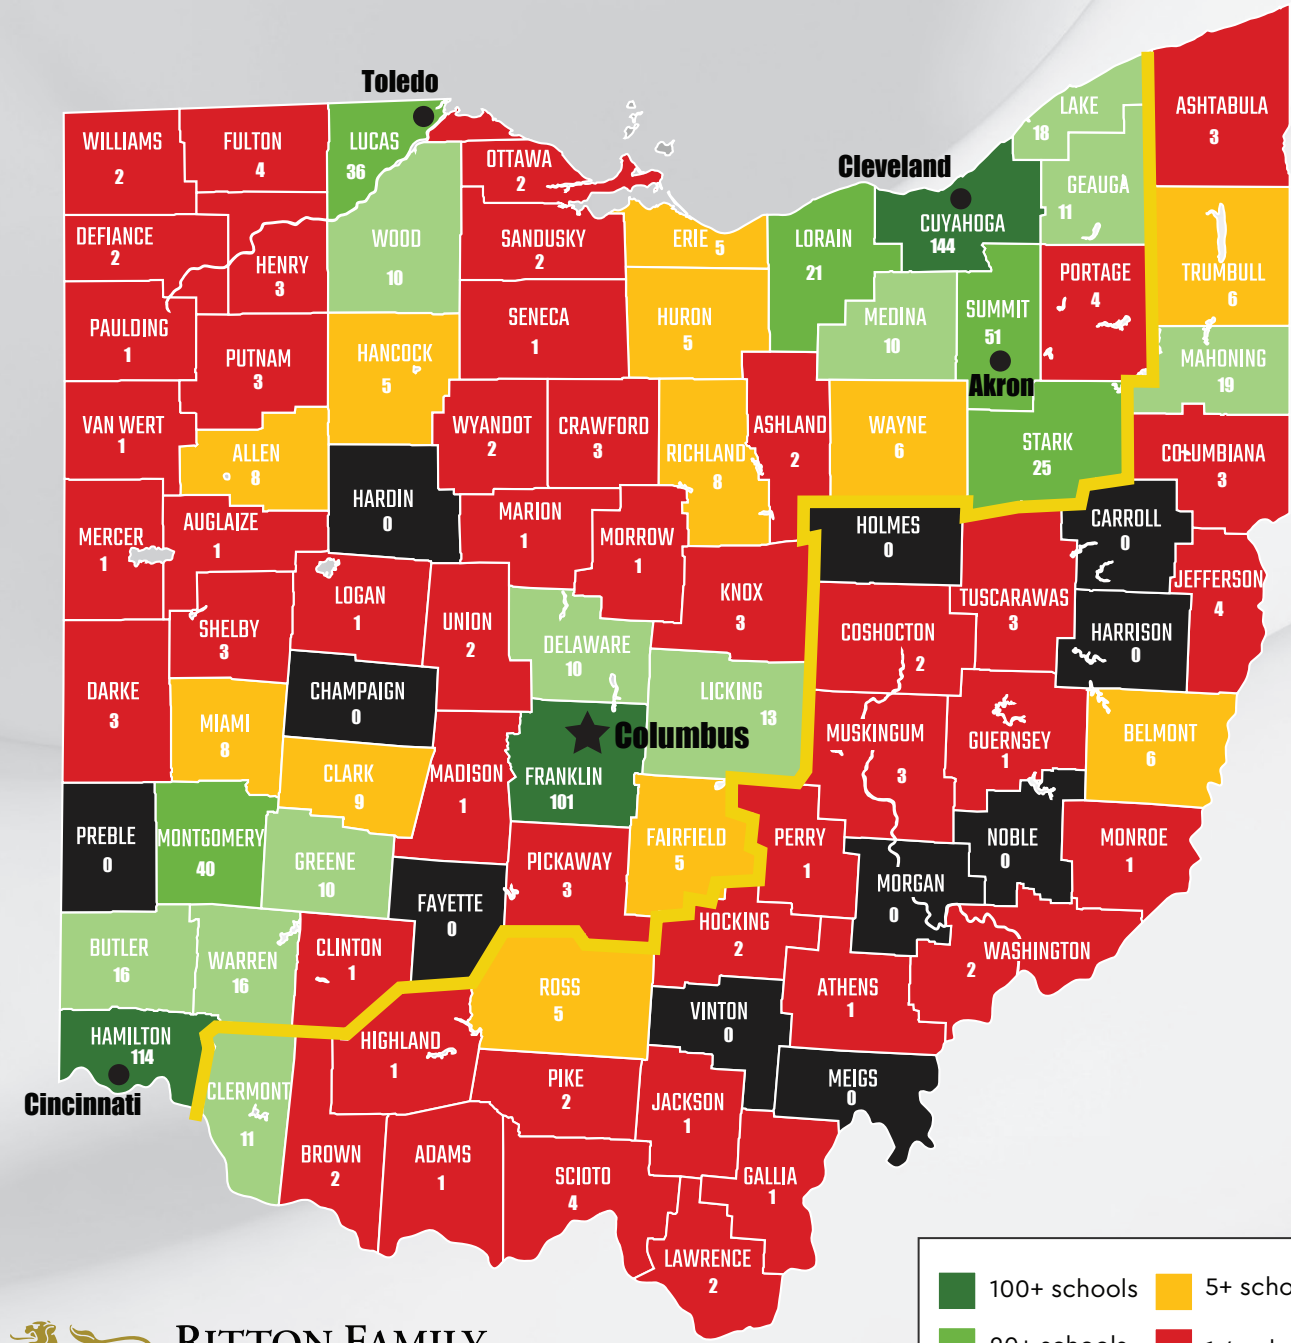 Toledo
WILLIAMS
2
FULTON
4
LUCAS
36
OTTAWA
2
Cleveland
LAKE
18
ASHTABULA
3
GEAUGA
11
CUYAHOGA
144
DEFIANCE
2
HENRY
3
WOOD
10
SANDUSKY
2
ERIE 5
LORAIN
21
PORTAGE
4
TRUMBULL
6
PAULDING
1
PUTNAM
3
HANCOCK
5
SENECA
1
HURON
5
MEDINA
10
SUMMIT
51
Akron
MAHONING
19
VAN WERT
1
ALLEN
8
WYANDOT
2
CRAWFORD
3
RICHLAND
8
ASHLAND
2
WAYNE
6
STARK
25
COLUMBIANA
3
MERCER
1
AUGLAIZE
1
HARDIN
0
MARION
1
MORROW
1
HOLMES
0
CARROLL
0
JEFFERSON
4
LOGAN
1
SHELBY
3
UNION
2
DELAWARE
10
KNOX
3
COSHOCTON
2
TUSCARAWAS
3
HARRISON
0
DARKE
3
MIAMI
8
CHAMPAIGN
0
LICKING
13
Columbus
FRANKLIN
101
MUSKINGUM
3
GUERNSEY
1
BELMONT
6
CLARK
9
MADISON
1
PREBLE
0
MONTGOMERY
40
GREENE
10
FAYETTE
0
PICKAWAY
3
FAIRFIELD
5
PERRY
1
MORGAN
0
NOBLE
0
MONROE
1
BUTLER
16
WARREN
16
CLINTON
1
ROSS
5
HOCKING
2
ATHENS
1
WASHINGTON
2
HAMILTON
114
Cincinnati
CLERMONT
11
HIGHLAND
1
VINTON
0
PIKE
2
JACKSON
1
MEIGS
0
BROWN
2
ADAMS
1
SCIOTO
4
GALLIA
1
LAWRENCE
2
100+ schools
5+